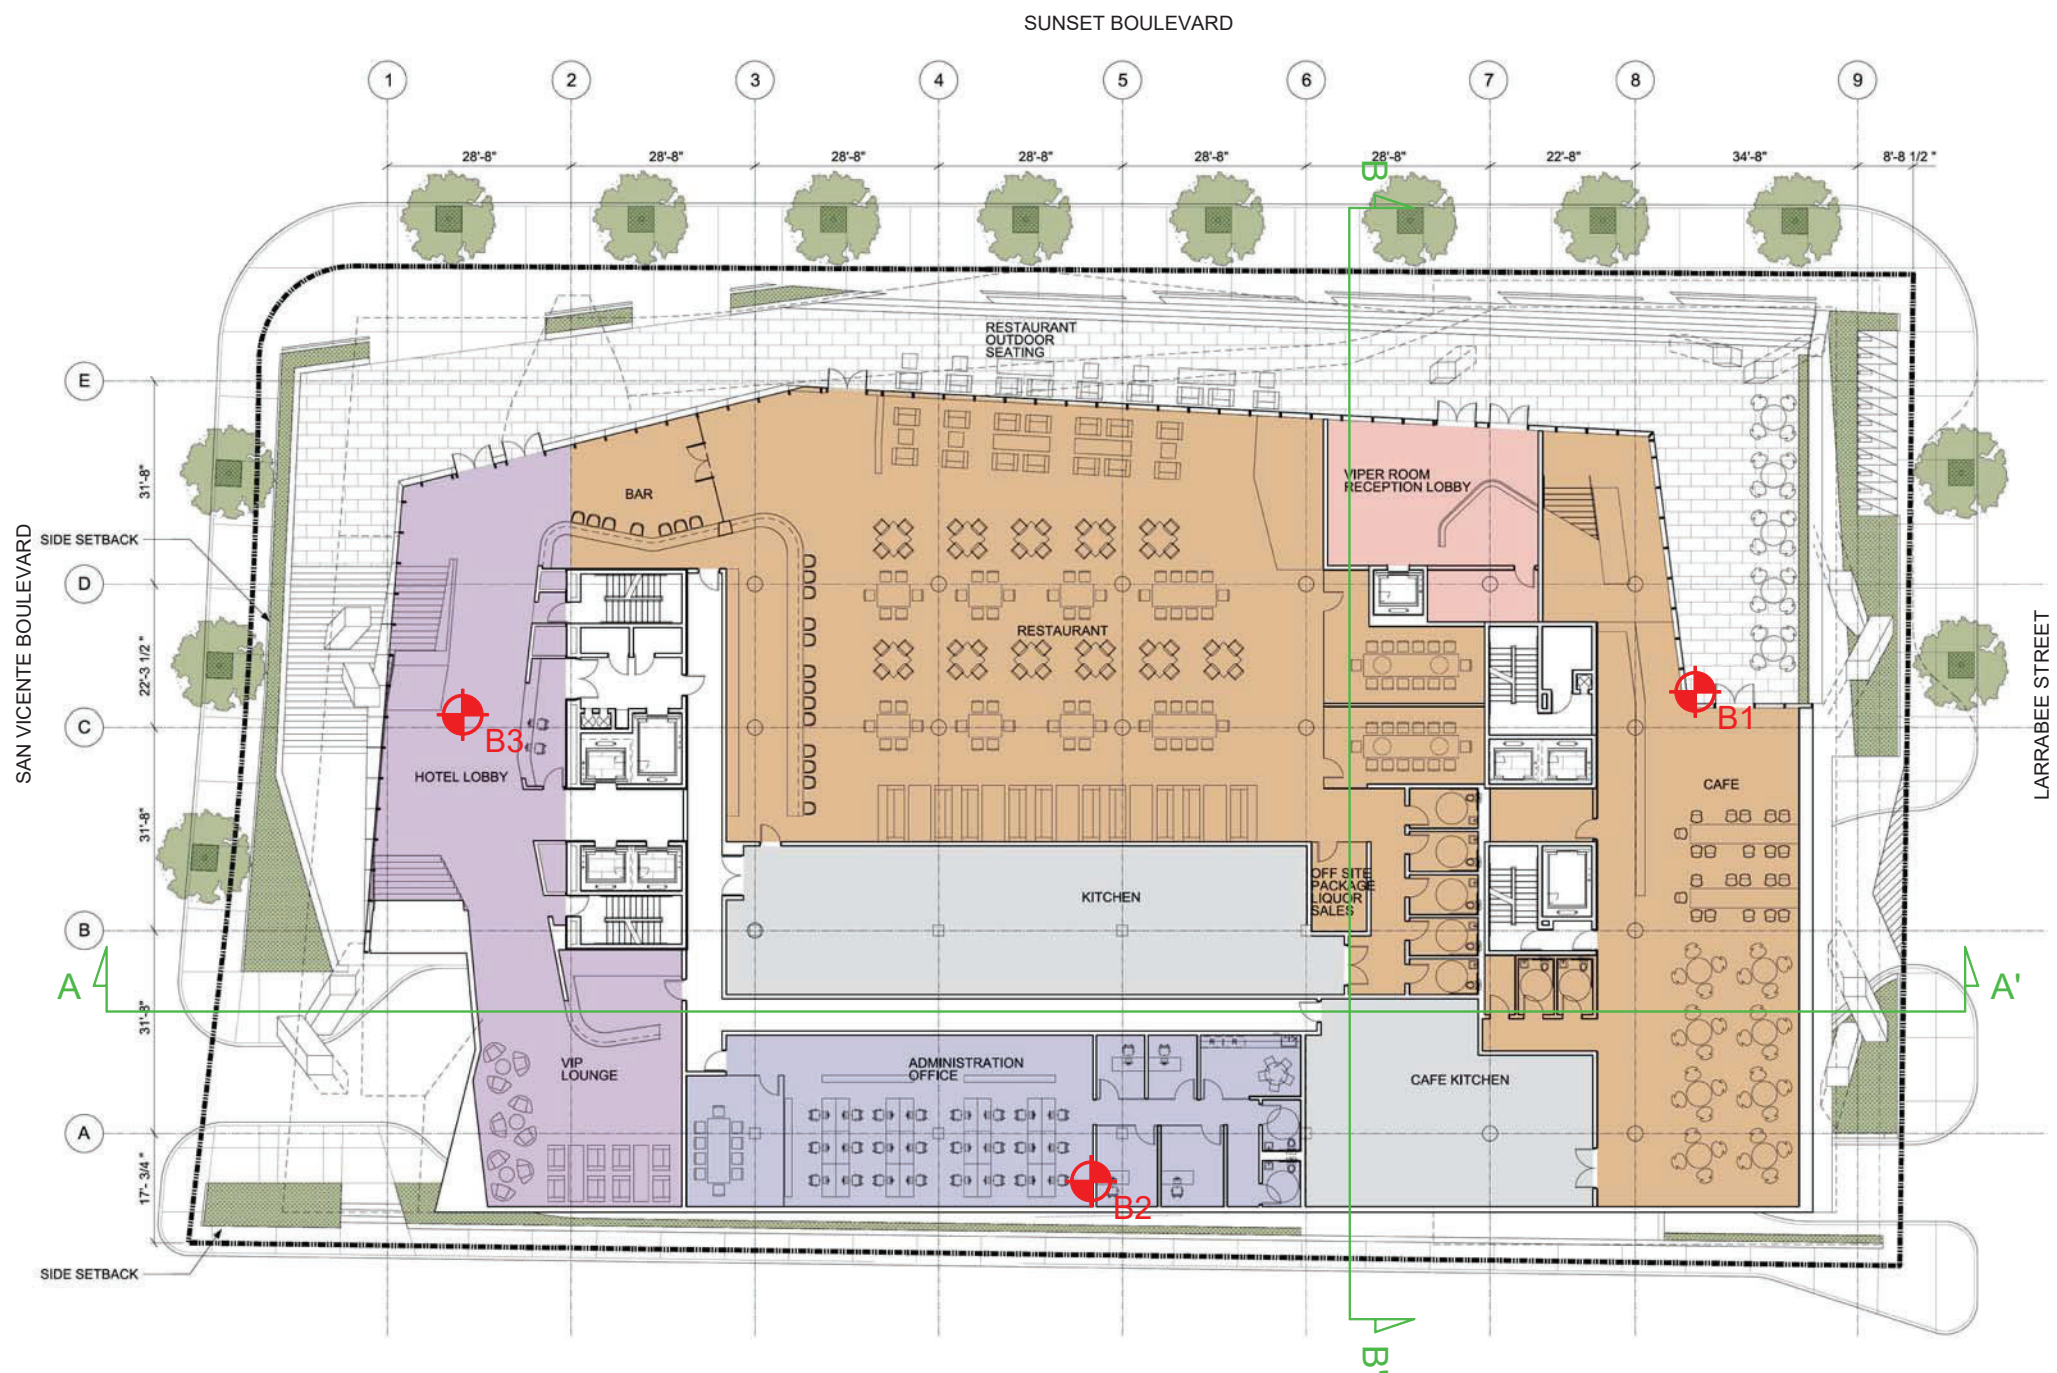 SUNSET BOULEVARD
1 2 3 4 5 6 7 8 9
28'-8" 28'-8" 28'-8" 28'-8" 28'-8" 28'-8" 22'-8" 34'-8" 8'-8 1/2 "
B
RESTAURANT
OUTDOOR
SEATING
E
31'-8"
BAR
VIPER ROOM
RECEPTION LOBBY
SIDE SETBACK
SAN VICENTE BOULEVARD
D
RESTAURANT
22'-3 1/2 "
LARRABEE STREET
C
B3
B1
HOTEL LOBBY
CAFE
31'-8"
KITCHEN
OFF SITE
PACKAGE
LIQUOR
SALES
B
A
A'
31'-8"
VIP
LOUNGE
ADMINISTRATION
OFFICE
R R
CAFE KITCHEN
A
17'- 3/4 "
B2
SIDE SETBACK
B'